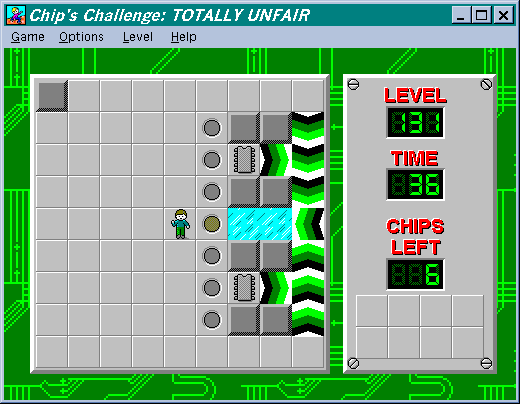 Chip's Challenge: TOTALLY UNFAIR
Game Options Level Help
LEVEL
131
TIME
36
CHIPS
LEFT
6